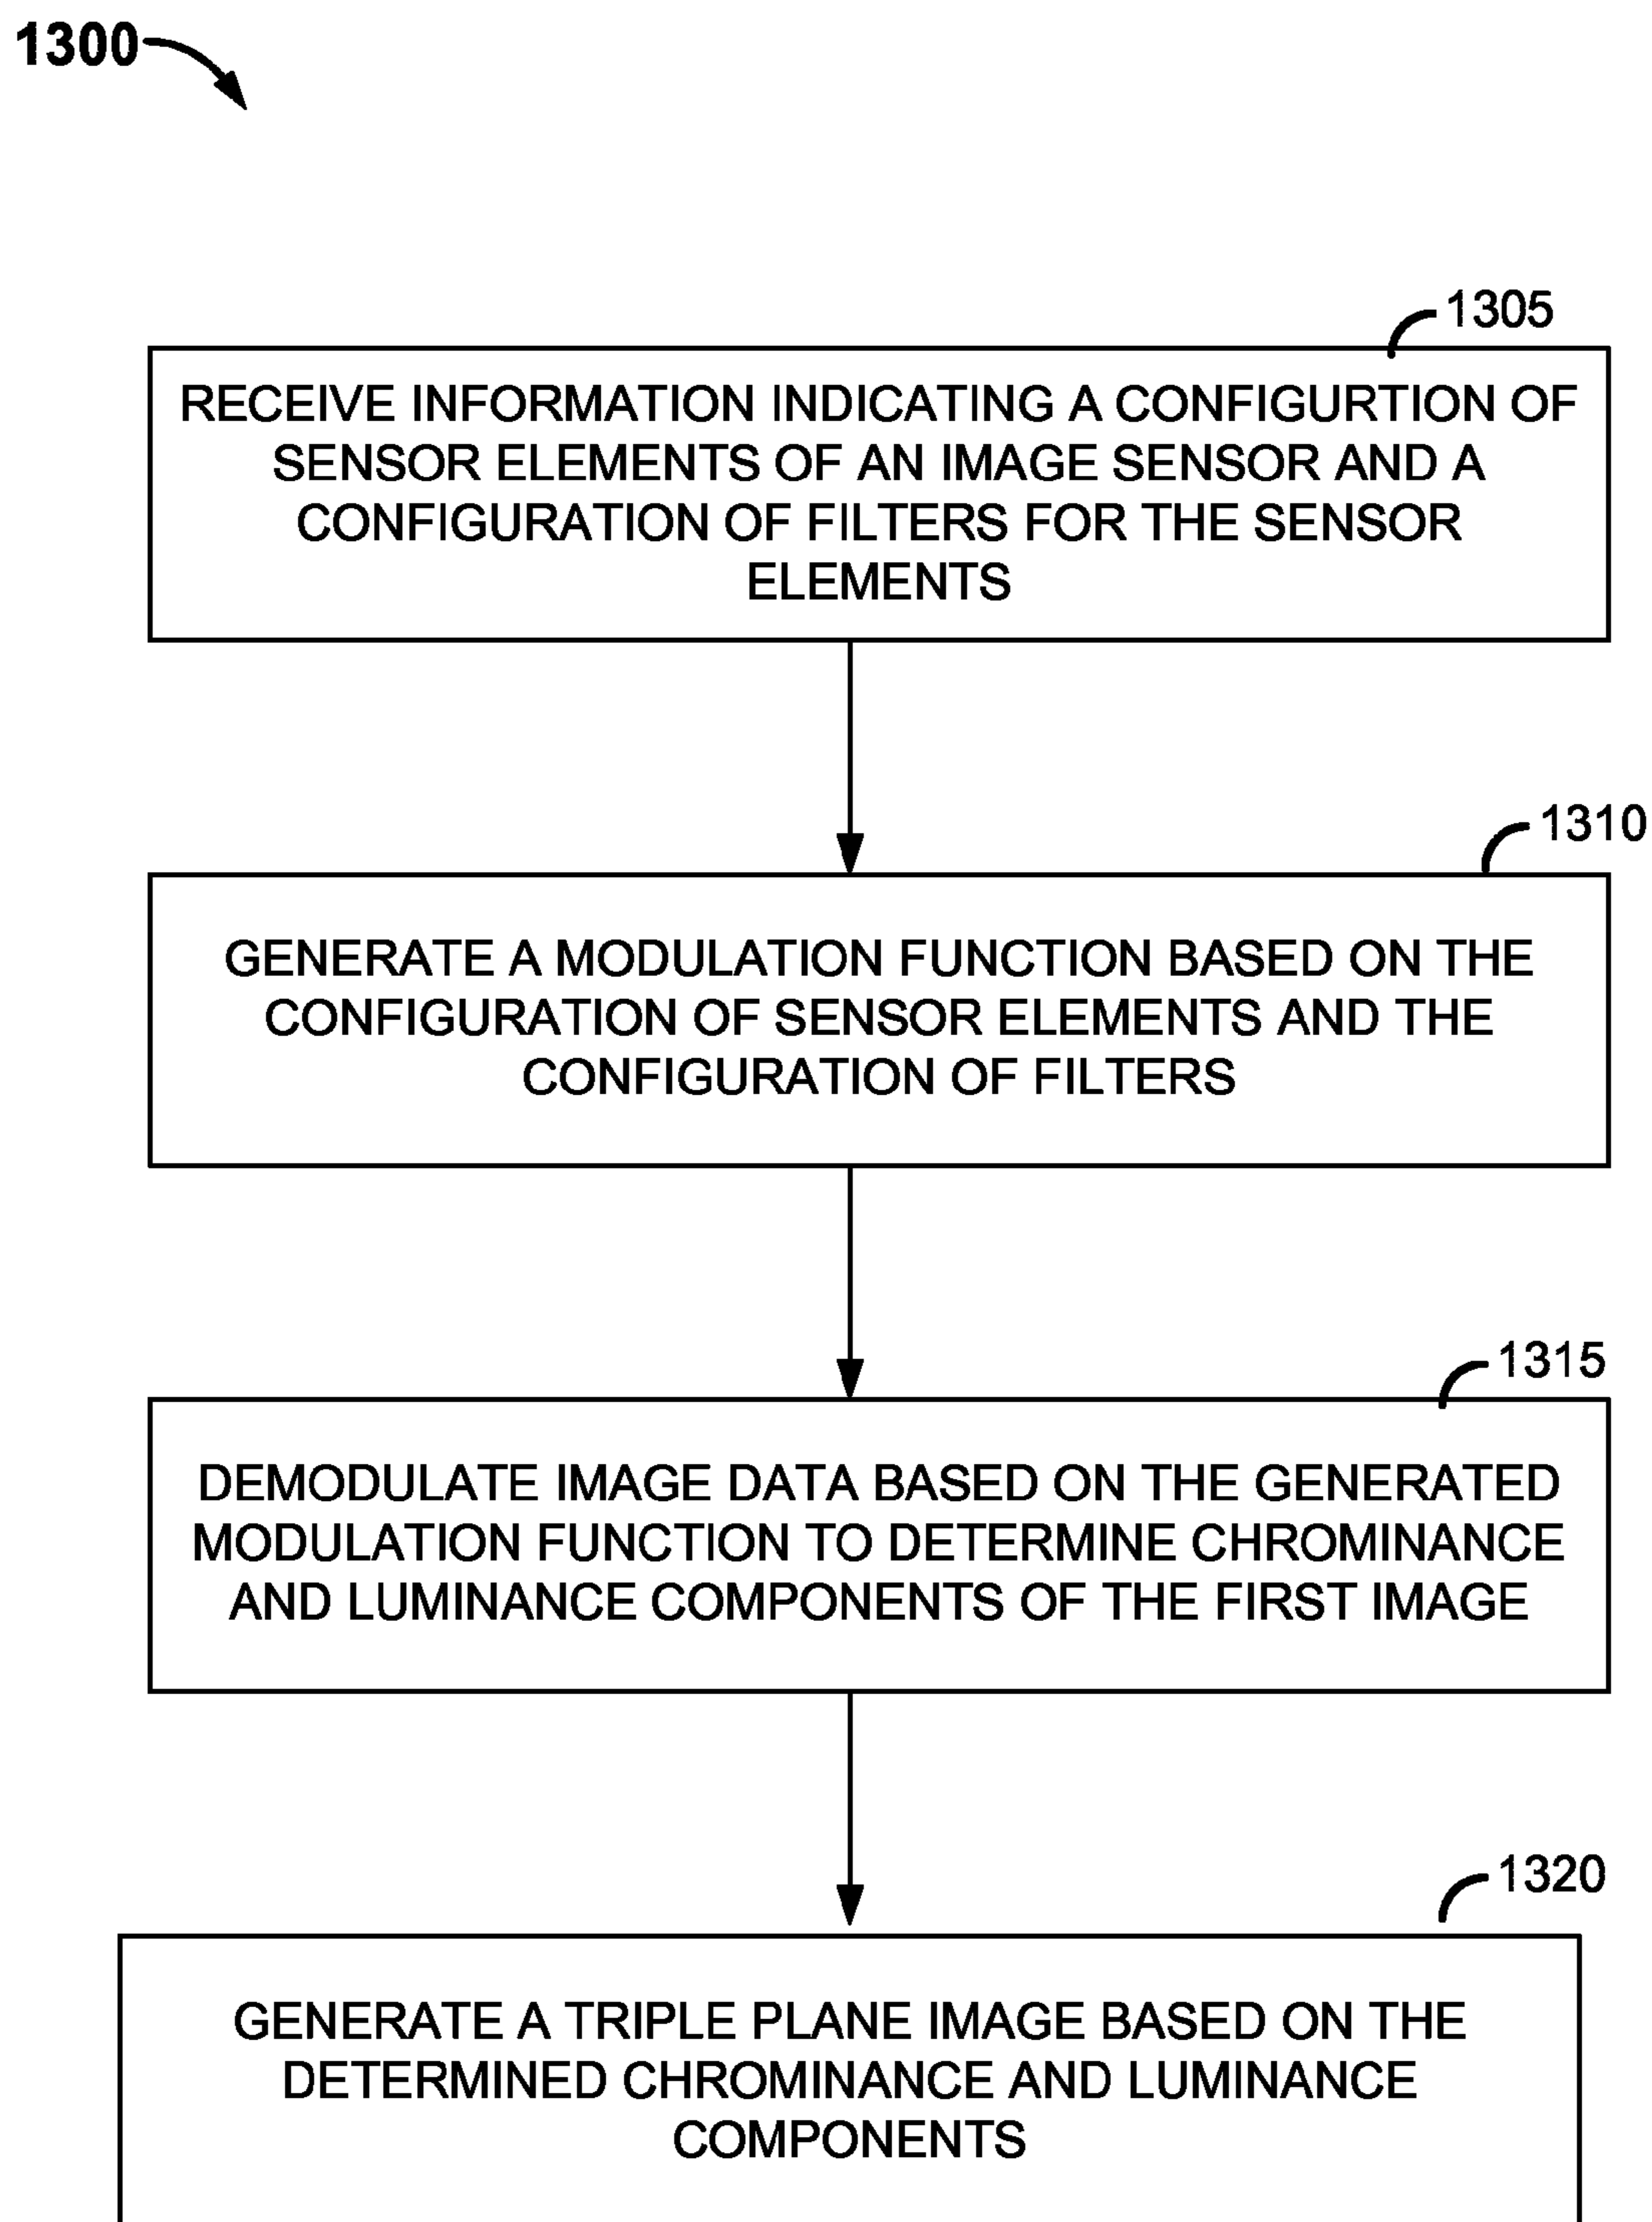 1300
1305
RECEIVE INFORMATION INDICATING A CONFIGURTION OF
SENSOR ELEMENTS OF AN IMAGE SENSOR AND A
CONFIGURATION OF FILTERS FOR THE SENSOR
ELEMENTS
1310
GENERATE A MODULATION FUNCTION BASED ON THE
CONFIGURATION OF SENSOR ELEMENTS AND THE
CONFIGURATION OF FILTERS
1315
DEMODULATE IMAGE DATA BASED ON THE GENERATED
MODULATION FUNCTION TO DETERMINE CHROMINANCE
AND LUMINANCE COMPONENTS OF THE FIRST IMAGE
1320
GENERATE A TRIPLE PLANE IMAGE BASED ON THE
DETERMINED CHROMINANCE AND LUMINANCE
COMPONENTS